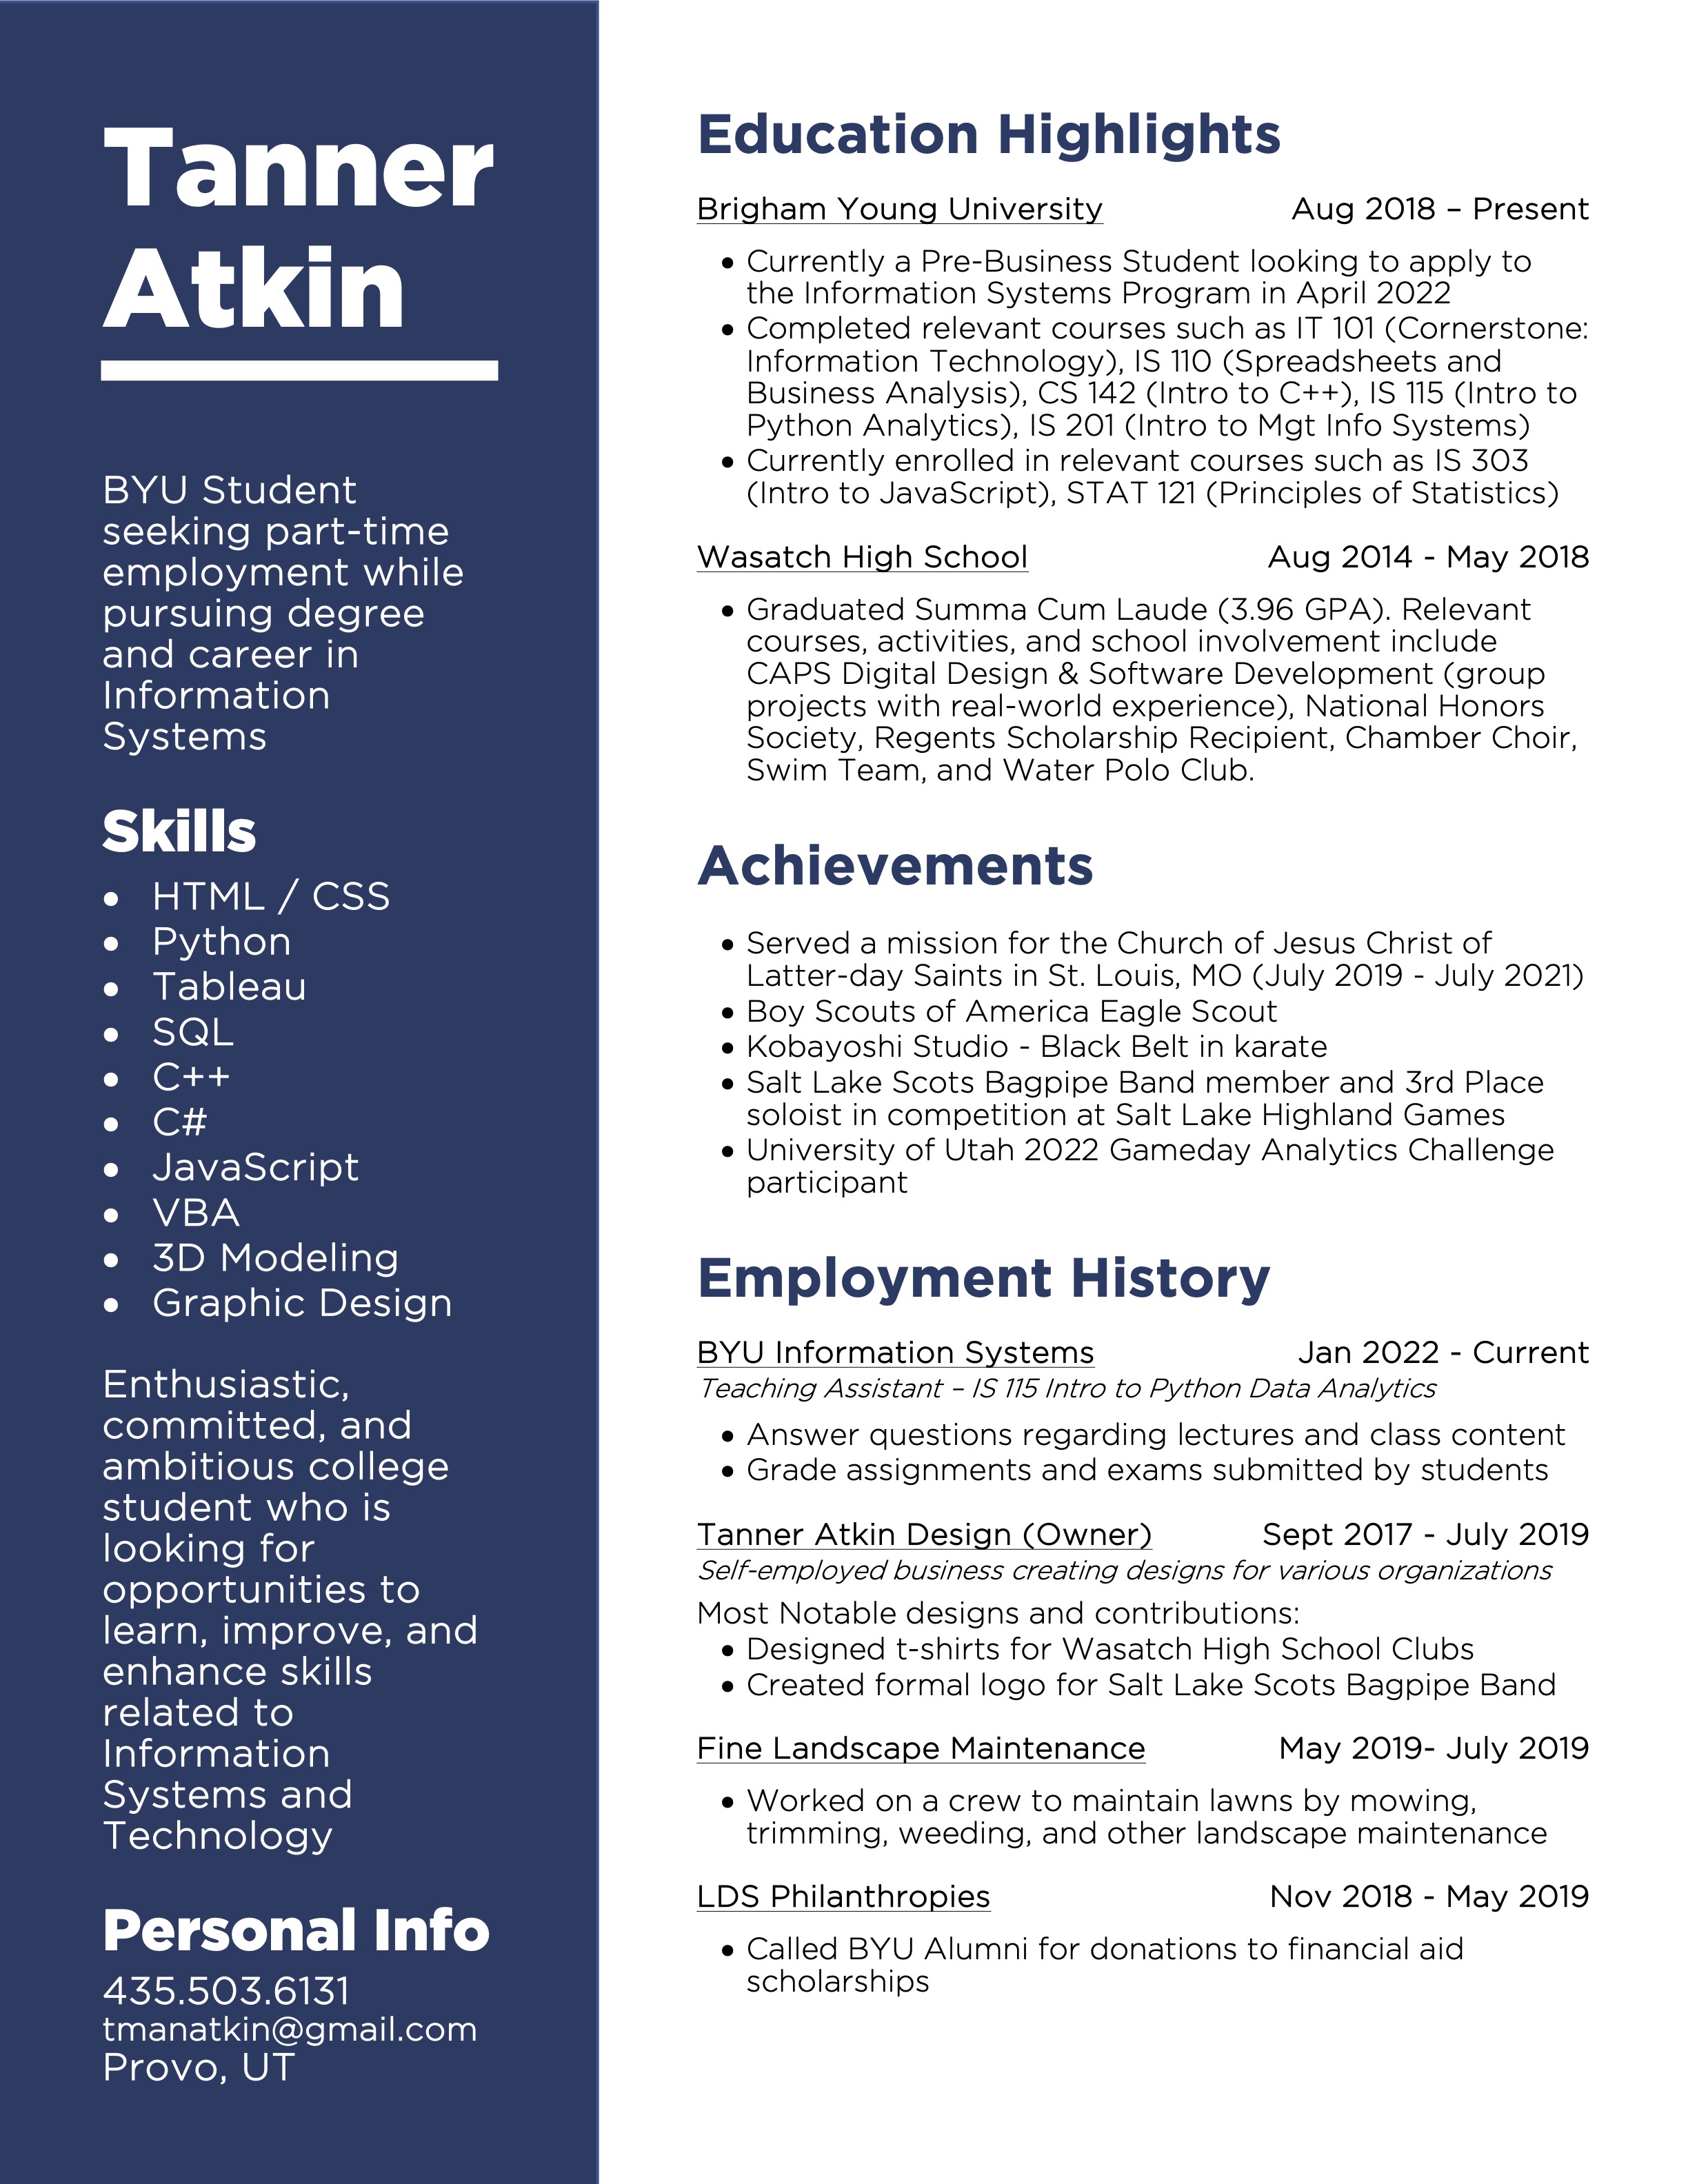 Tanner
Atkin
BYU Student
seeking part-time
employment while
pursuing degree
and career in
Information
Systems
Skills
• HTML / CSS
• Python
• Tableau
• SQL
• C++
• C#
• JavaScript
• VBA
• 3D Modeling
• Graphic Design
Enthusiastic,
committed, and
ambitious college
student who is
looking for
opportunities to
learn, improve, and
enhance skills
related to
Information
Systems and
Technology
Personal Info
435.503.6131
tmanatkin@gmail.com
Provo, UT
Education Highlights
Brigham Young University Aug 2018 – Present
• Currently a Pre-Business Student looking to apply to
the Information Systems Program in April 2022
• Completed relevant courses such as IT 101 (Cornerstone:
Information Technology), IS 110 (Spreadsheets and
Business Analysis), CS 142 (Intro to C++), IS 115 (Intro to
Python Analytics), IS 201 (Intro to Mgt Info Systems)
• Currently enrolled in relevant courses such as IS 303
(Intro to JavaScript), STAT 121 (Principles of Statistics)
Wasatch High School Aug 2014 - May 2018
• Graduated Summa Cum Laude (3.96 GPA). Relevant
courses, activities, and school involvement include
CAPS Digital Design & Software Development (group
projects with real-world experience), National Honors
Society, Regents Scholarship Recipient, Chamber Choir,
Swim Team, and Water Polo Club.
Achievements
• Served a mission for the Church of Jesus Christ of
Latter-day Saints in St. Louis, MO (July 2019 - July 2021)
• Boy Scouts of America Eagle Scout
• Kobayoshi Studio - Black Belt in karate
• Salt Lake Scots Bagpipe Band member and 3rd Place
soloist in competition at Salt Lake Highland Games
• University of Utah 2022 Gameday Analytics Challenge
participant
Employment History
BYU Information Systems Jan 2022 - Current
Teaching Assistant – IS 115 Intro to Python Data Analytics
• Answer questions regarding lectures and class content
• Grade assignments and exams submitted by students
Tanner Atkin Design (Owner) Sept 2017 - July 2019
Self-employed business creating designs for various organizations
Most Notable designs and contributions:
• Designed t-shirts for Wasatch High School Clubs
• Created formal logo for Salt Lake Scots Bagpipe Band
Fine Landscape Maintenance May 2019- July 2019
• Worked on a crew to maintain lawns by mowing,
trimming, weeding, and other landscape maintenance
LDS Philanthropies Nov 2018 - May 2019
• Called BYU Alumni for donations to financial aid
scholarships